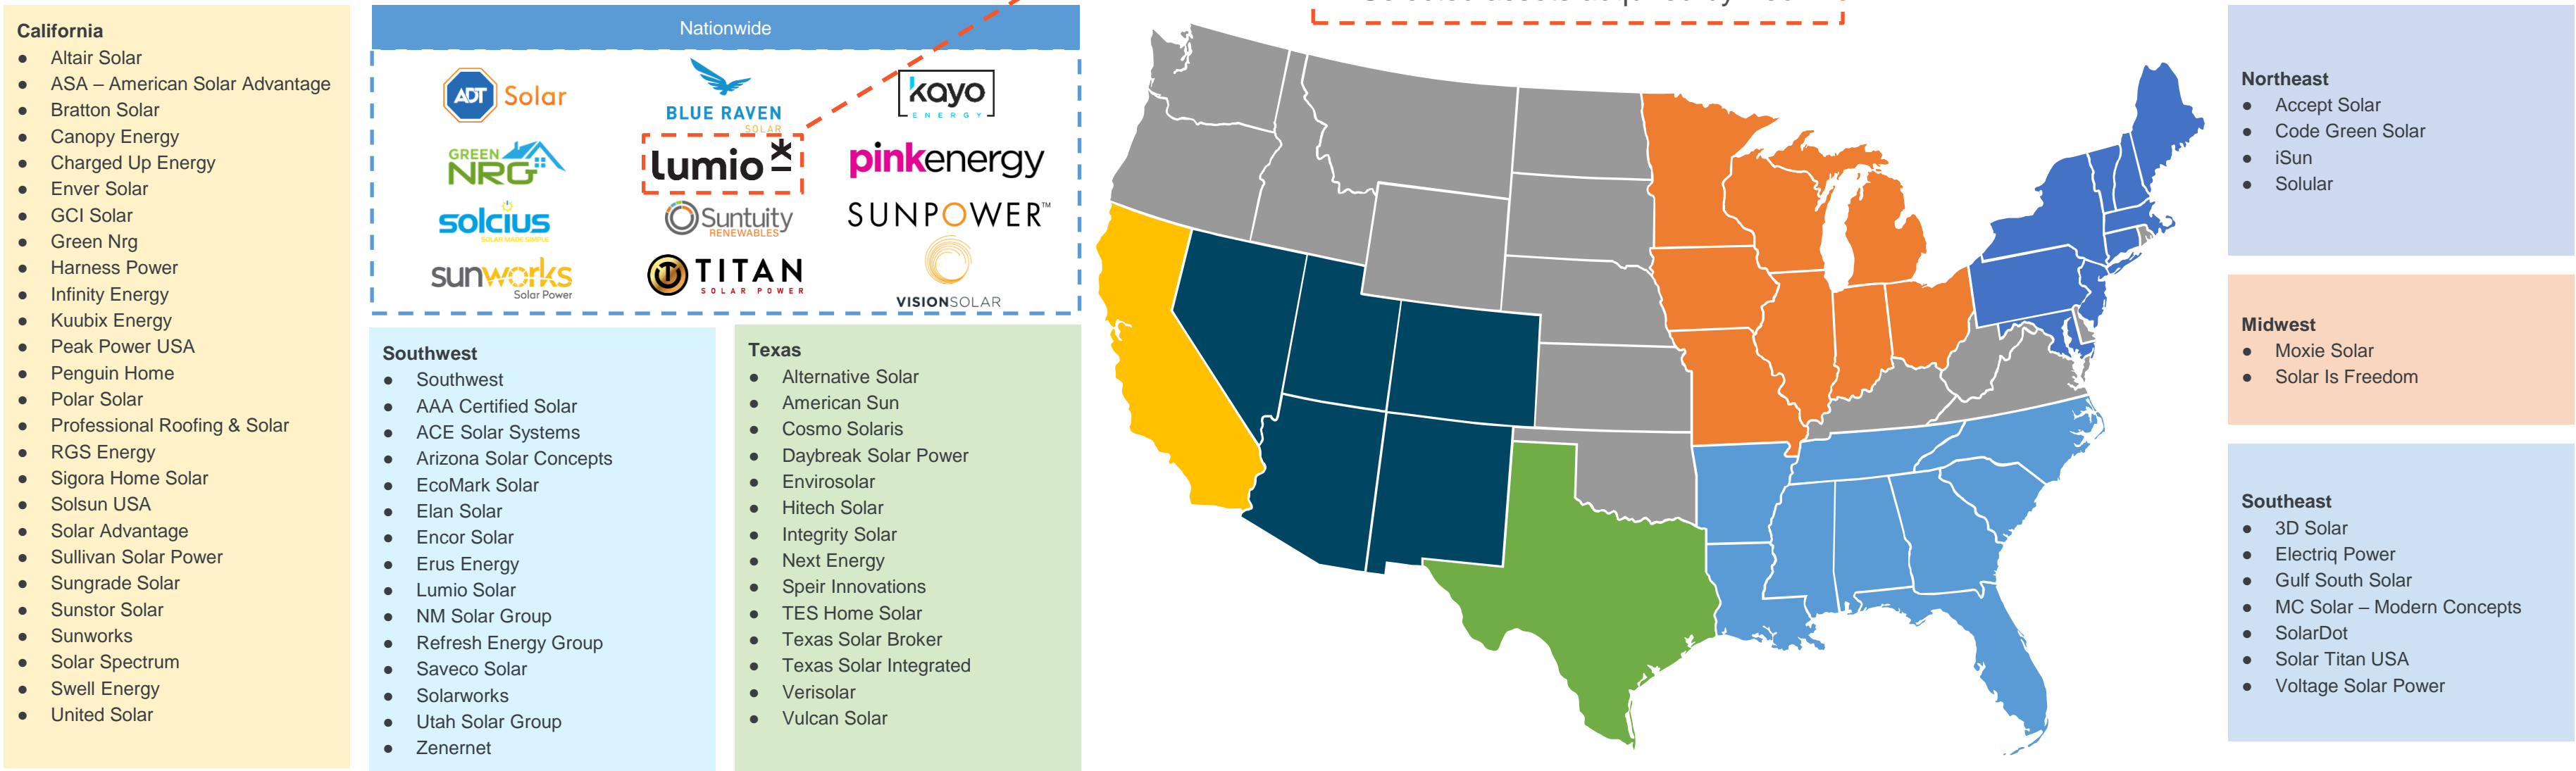 California
● Altair Solar
● ASA – American Solar Advantage
● Bratton Solar
● Canopy Energy
● Charged Up Energy
● Enver Solar
● GCI Solar
● Green Nrg
● Harness Power
● Infinity Energy
● Kuubix Energy
● Peak Power USA
● Penguin Home
● Polar Solar
● Professional Roofing & Solar
● RGS Energy
● Sigora Home Solar
● Solsun USA
● Solar Advantage
● Sullivan Solar Power
● Sungrade Solar
● Sunstor Solar
● Sunworks
● Solar Spectrum
● Swell Energy
● United Solar
Nationwide
ADT Solar
BLUE RAVEN
SOLAR
kayo
ENERGY
GREEN
NRG
lumio
pinkenergy
solcius
SOLAR MADE SIMPLE
Suntuity
RENEWABLES
SUNPOWER™
sunworks
Solar Power
TITAN
SOLAR POWER
VISIONSOLAR
Southwest
● Southwest
● AAA Certified Solar
● ACE Solar Systems
● Arizona Solar Concepts
● EcoMark Solar
● Elan Solar
● Encor Solar
● Erus Energy
● Lumio Solar
● NM Solar Group
● Refresh Energy Group
● Saveco Solar
● Solarworks
● Utah Solar Group
● Zenernet
Texas
● Alternative Solar
● American Sun
● Cosmo Solaris
● Daybreak Solar Power
● Envirosolar
● Hitech Solar
● Integrity Solar
● Next Energy
● Speir Innovations
● TES Home Solar
● Texas Solar Broker
● Texas Solar Integrated
● Verisolar
● Vulcan Solar
Northeast
● Accept Solar
● Code Green Solar
● iSun
● Solular
Midwest
● Moxie Solar
● Solar Is Freedom
Southeast
● 3D Solar
● Electriq Power
● Gulf South Solar
● MC Solar – Modern Concepts
● SolarDot
● Solar Titan USA
● Voltage Solar Power